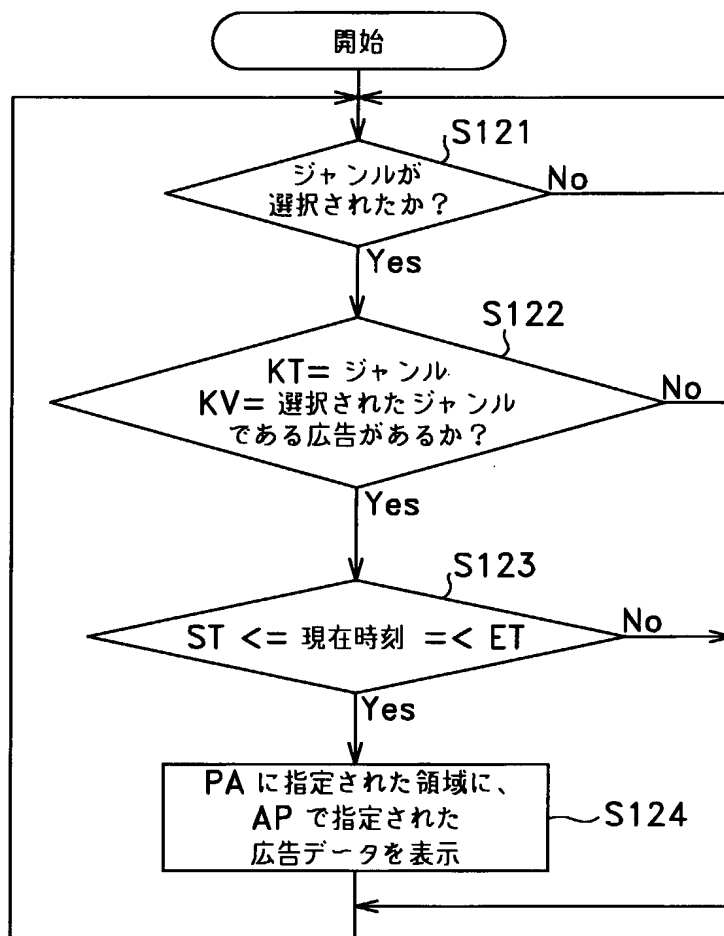 開始
S121
ジャンルが
選択されたか？
No
Yes
S122
KT= ジャンル
KV= 選択されたジャンル
である広告があるか？
No
Yes
S123
ST <= 現在時刻 =< ET
No
Yes
PA に指定された領域に、
AP で指定された
広告データを表示
S124